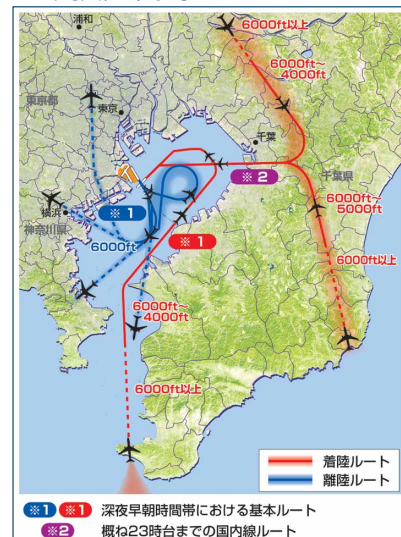 浦和
6000ft以上
6000ft~
4000ft
東京都
東京
千葉
※2
千葉県
6000ft~
5000ft
横浜
※1
神奈川県
6000ft
※1
6000ft以上
6000ft~
4000ft
6000ft以上
着陸ルート
離陸ルート
※1 ※1 深夜早朝時間帯における基本ルート
※2 概ね23時台までの国内線ルート